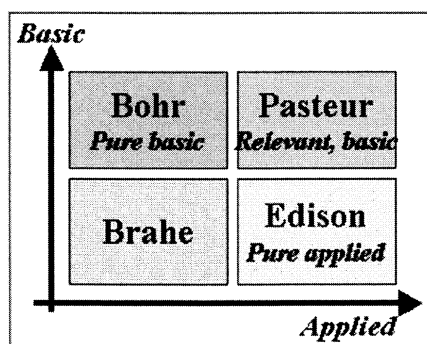 Basic
Bohr
Pure basic
Pasteur
Relevant, basic
Brahe
Edison
Pure applied
Applied